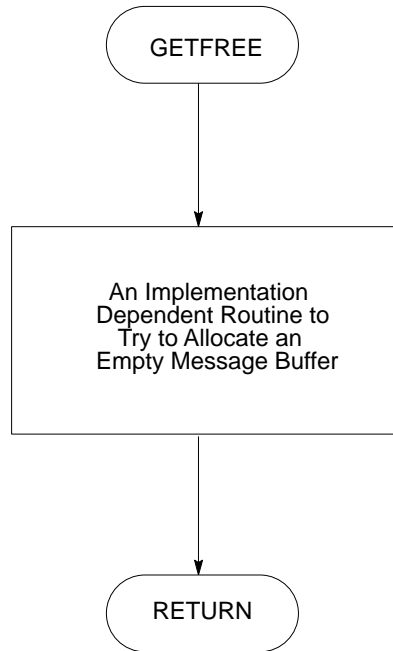 GETFREE
An Implementation
Dependent Routine to
Try to Allocate an
Empty Message Buffer
RETURN